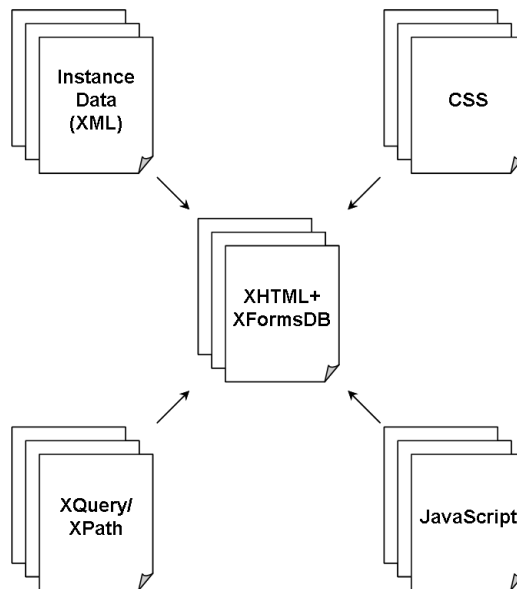 Instance
Data
(XML)
CSS
XHTML+
XFormsDB
XQuery/
XPath
JavaScript